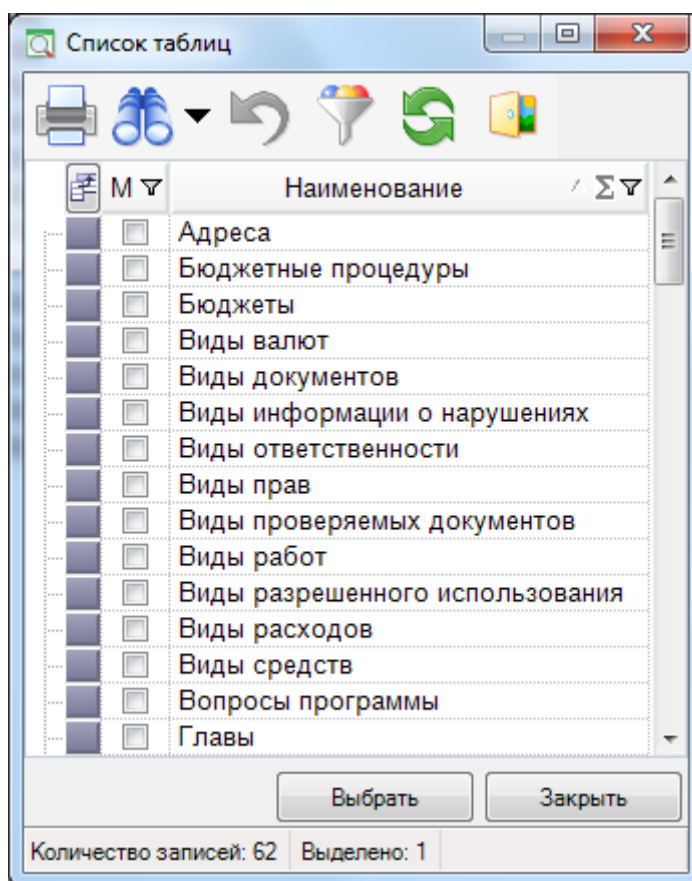 Список таблиц
М Наименование Σ
Адреса
Бюджетные процедуры
Бюджеты
Виды валют
Виды документов
Виды информации о нарушениях
Виды ответственности
Виды прав
Виды проверяемых документов
Виды работ
Виды разрешенного использования
Виды расходов
Виды средств
Вопросы программы
Главы
Выбрать Закрыть
Количество записей: 62 Выделено: 1